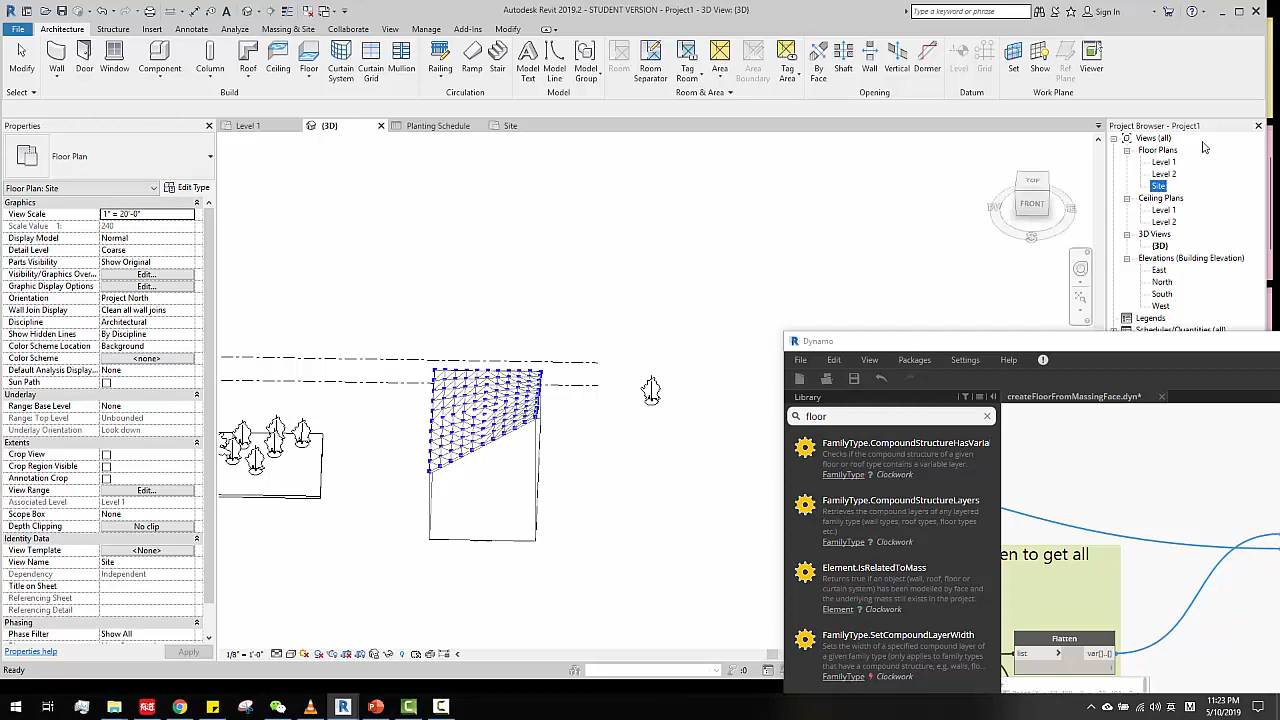 Autodesk Revit 2019.2 - STUDENT VERSION - Project1 - 3D View: {3D}
Type a keyword or phrase
Sign In
File Architecture Structure Insert Annotate Analyze Massing & Site Collaborate View Manage Add-Ins Modify
Modify Wall Door Window Component Column Roof Ceiling Floor Curtain System Curtain Grid Mullion Railing Ramp Stair Model Text Model Line Model Group Room Room Separator Tag Room Area Area Boundary Tag Area By Face Shaft Wall Vertical Dormer Level Grid Set Show Ref Plane Viewer
Select Build Circulation Model Room & Area Opening Datum Work Plane
Properties
Level 1 {3D} Planting Schedule Site
Project Browser - Project1
Floor Plan
Floor Plan: Site
Edit Type
Graphics
View Scale 1" = 20'-0"
Scale Value 1: 240
Display Model Normal
Detail Level Coarse
Parts Visibility Show Original
Visibility/Graphics Over... Edit...
Graphic Display Options Edit...
Orientation Project North
Wall Join Display Clean all wall joins
Discipline Architectural
Show Hidden Lines By Discipline
Color Scheme Location Background
Color Scheme <none>
Default Analysis Displa... None
Sun Path
Underlay
Range: Base Level None
Range: Top Level Unbounded
Underlay Orientation Look down
Extents
Crop View
Crop Region Visible
Annotation Crop
View Range Edit...
Associated Level Level 1
Scope Box None
Depth Clipping No clip
Identity Data
View Template <None>
View Name Site
Dependency Independent
Title on Sheet
Referencing Sheet
Referencing Detail
Phasing
Phase Filter Show All
Properties help
Apply
Ready
1/8" = 1'-0"
:0
TOP
FRONT
Views (all)
Floor Plans
Level 1
Level 2
Site
Ceiling Plans
Level 1
Level 2
3D Views
{3D}
Elevations (Building Elevation)
East
North
South
West
Legends
Schedules/Quantities (all)
Dynamo
File Edit View Packages Settings Help
Library
createFloorFromMassingFace.dyn*
floor
FamilyType.CompoundStructureHasVaria
Checks if the compound structure of a given
floor or roof type contains a variable layer.
FamilyType ? Clockwork
FamilyType.CompoundStructureLayers
Retrieves the compound layers of any layered
family type (wall types, roof types, floor types
etc.)
FamilyType ? Clockwork
Element.IsRelatedToMass
Returns true if an object (wall, roof, floor or
curtain system) has been modelled by face and
the underlying mass still exists in the project.
Element ? Clockwork
FamilyType.SetCompoundLayerWidth
Sets the width of a specified compound layer of
a given family type (only applies to family types
that have a compound structure, e.g. walls, flo...
FamilyType Clockwork
en to get all
Flatten
list > var[]..[]
11:23 PM
5/10/2019